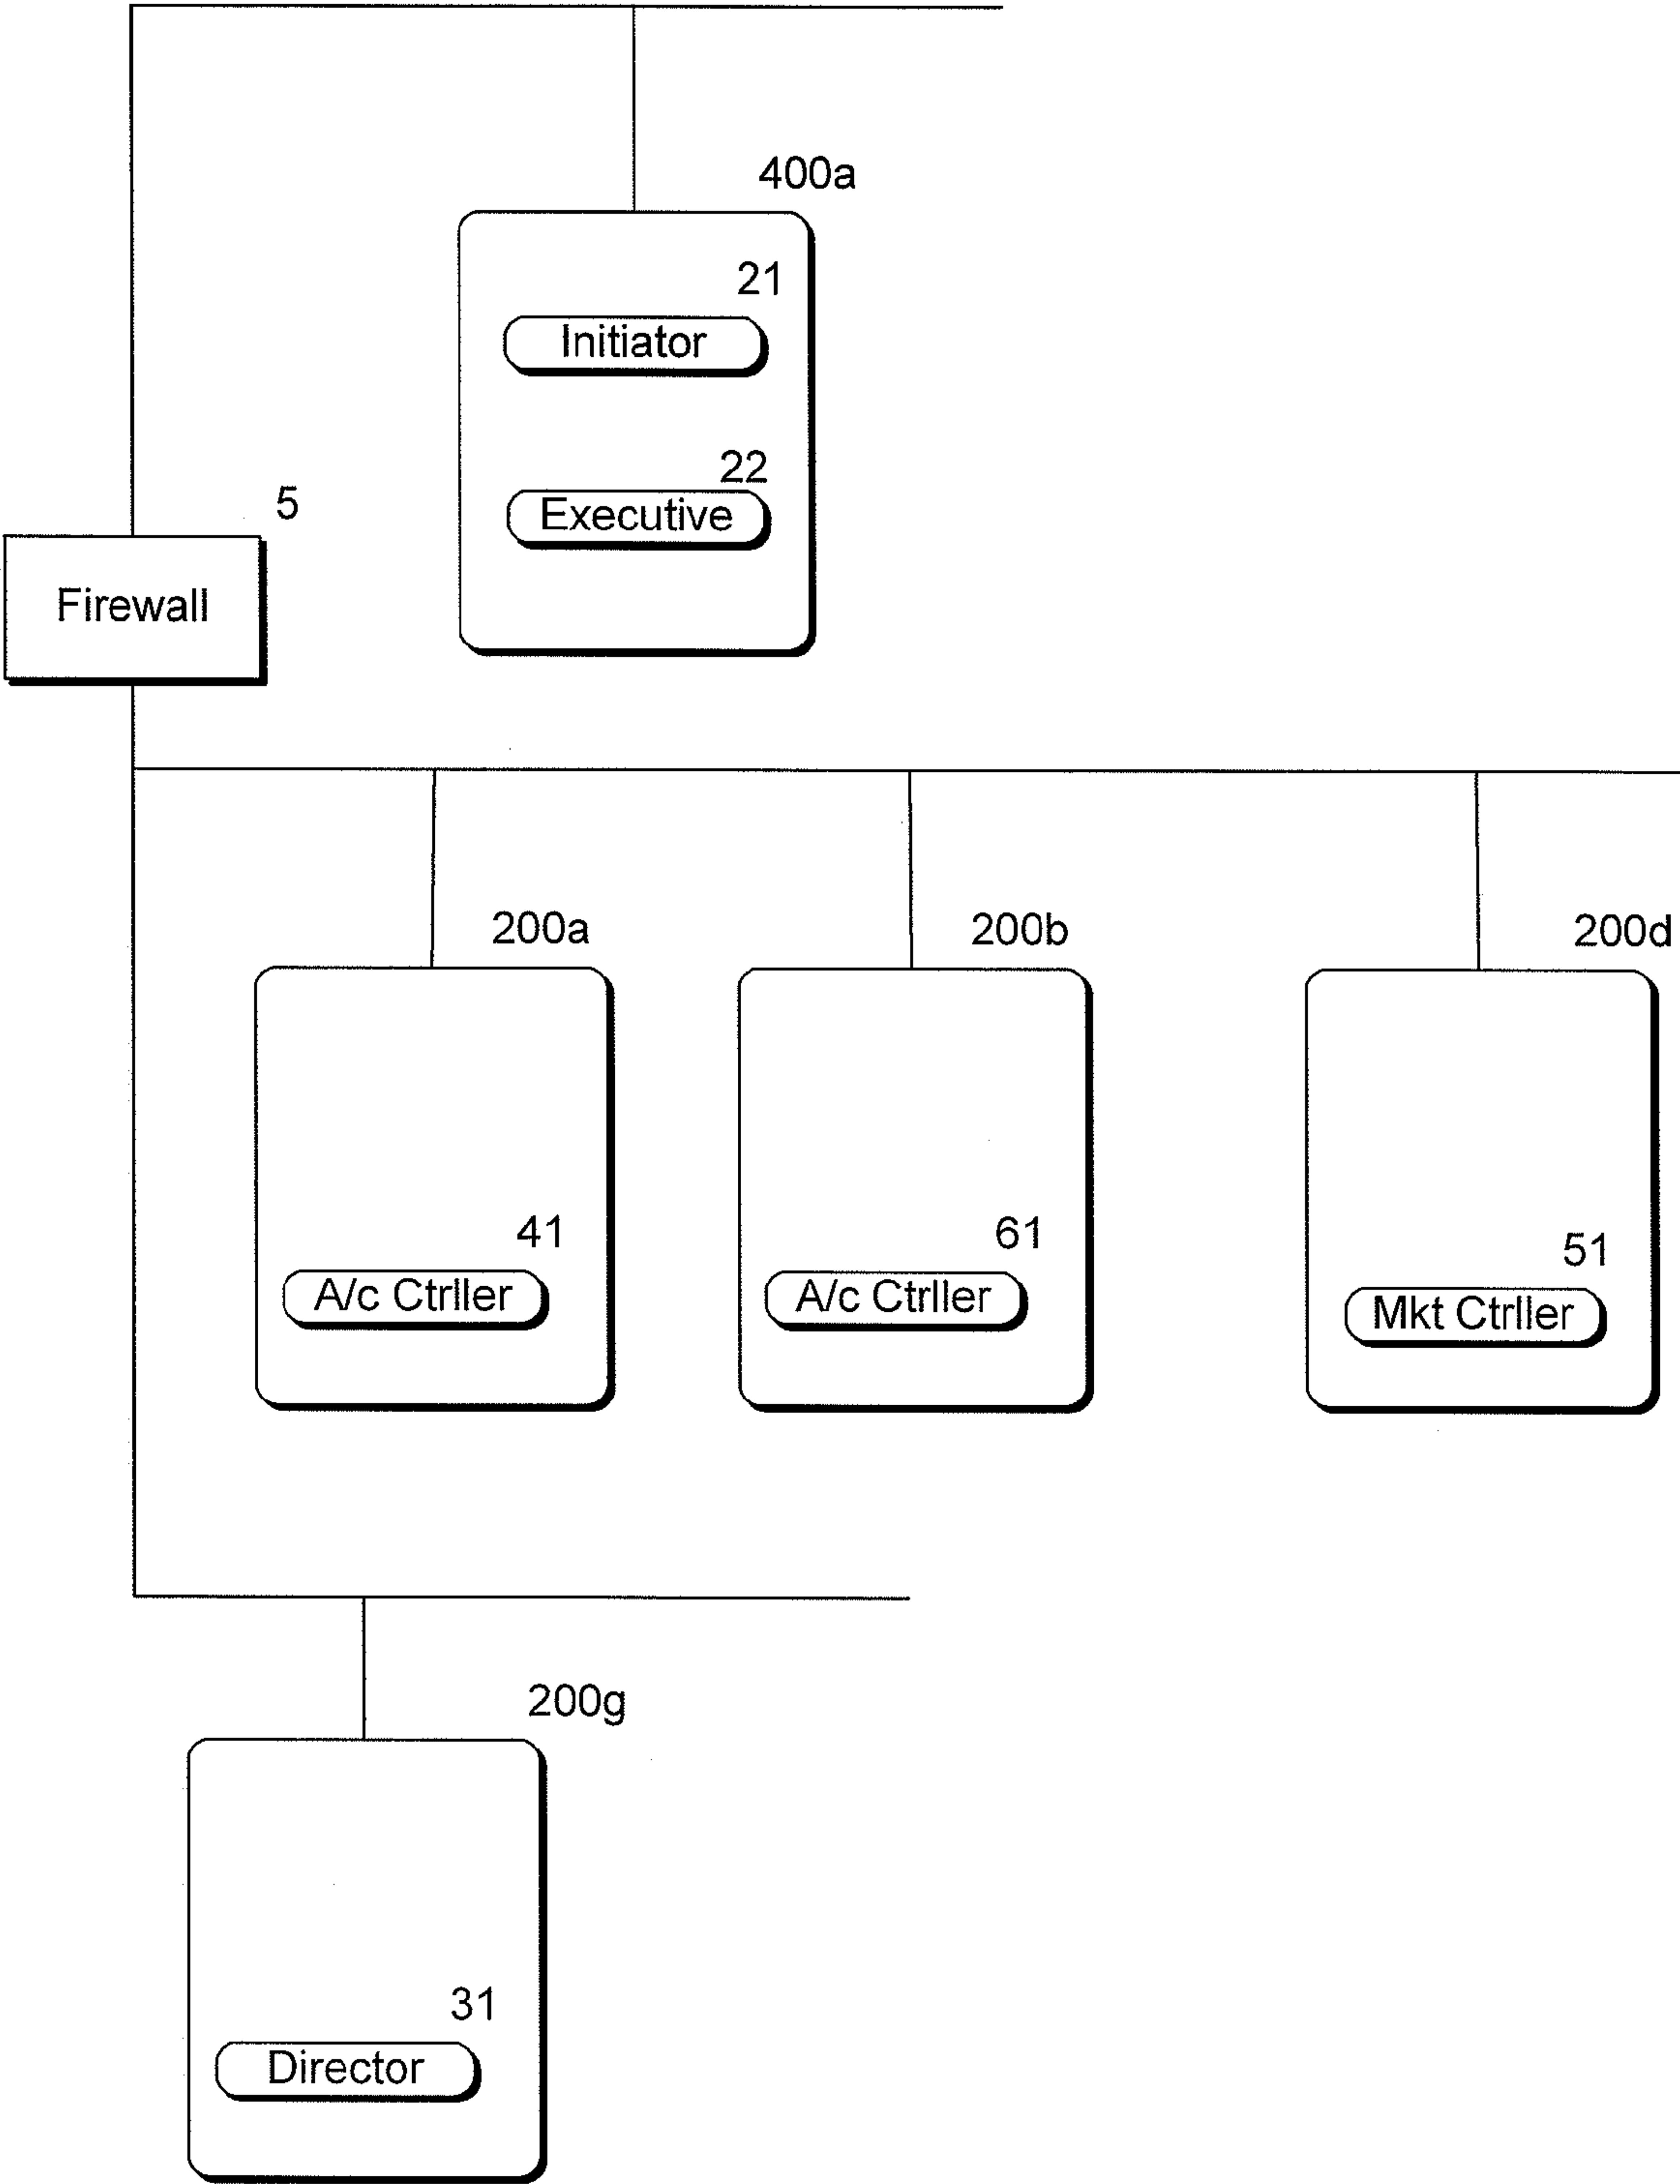 400a
21
Initiator
22
Executive
5
Firewall
200a
200b
200d
41
A/c Ctrller
61
A/c Ctrller
51
Mkt Ctrller
200g
31
Director